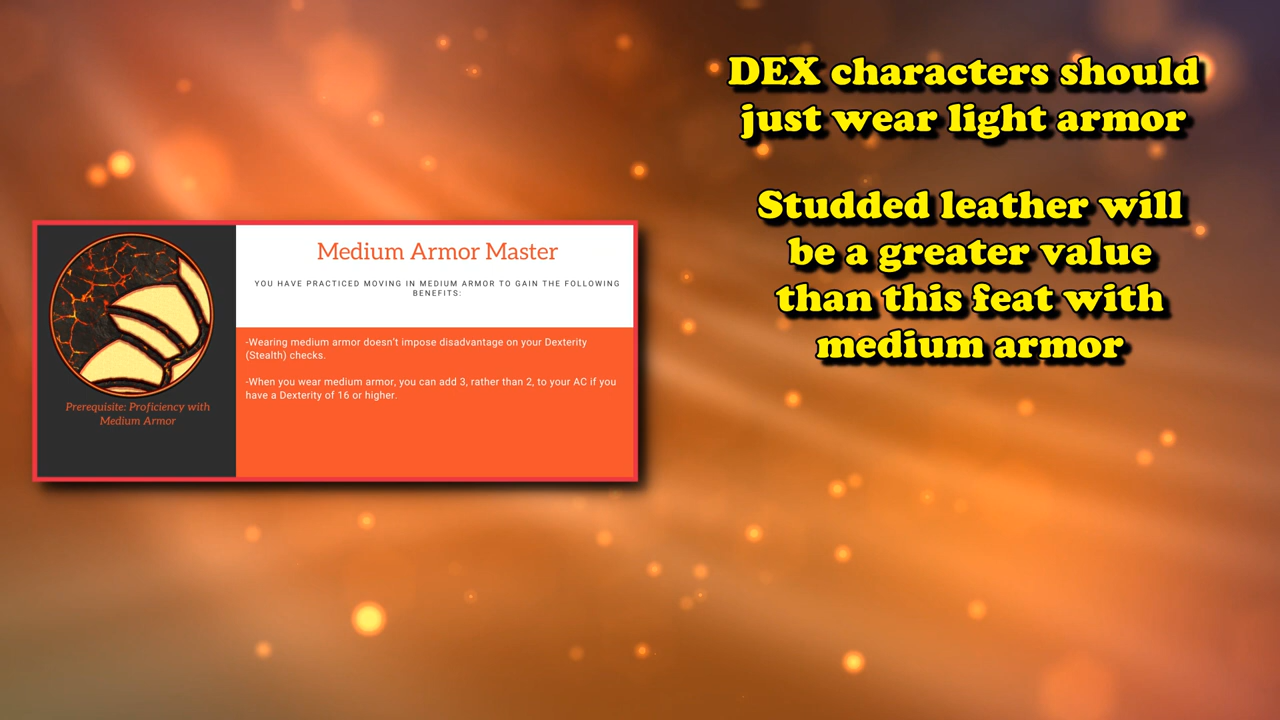 DEX characters should
just wear light armor
Studded leather will
be a greater value
than this feat with
medium armor
Medium Armor Master
YOU HAVE PRACTICED MOVING IN MEDIUM ARMOR TO GAIN THE FOLLOWING
BENEFITS:
-Wearing medium armor doesn't impose disadvantage on your Dexterity
(Stealth) checks.
-When you wear medium armor, you can add 3, rather than 2, to your AC if you
have a Dexterity of 16 or higher.
Prerequisite: Proficiency with
Medium Armor